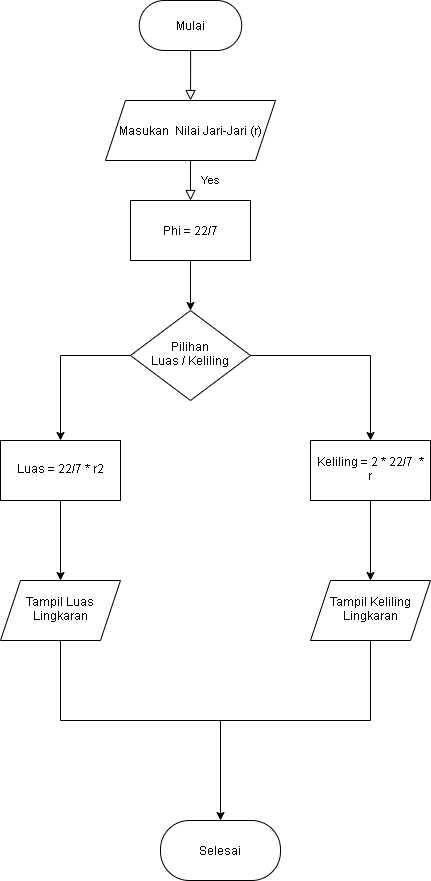 Mulai
Masukan  Nilai Jari-Jari (r)
Yes
Phi = 22/7
Pilihan
Luas / Keliling
Luas = 22/7 * r2
Keliling = 2 * 22/7  *
r
Tampil Luas
Lingkaran
Tampil Keliling
Lingkaran
Selesai